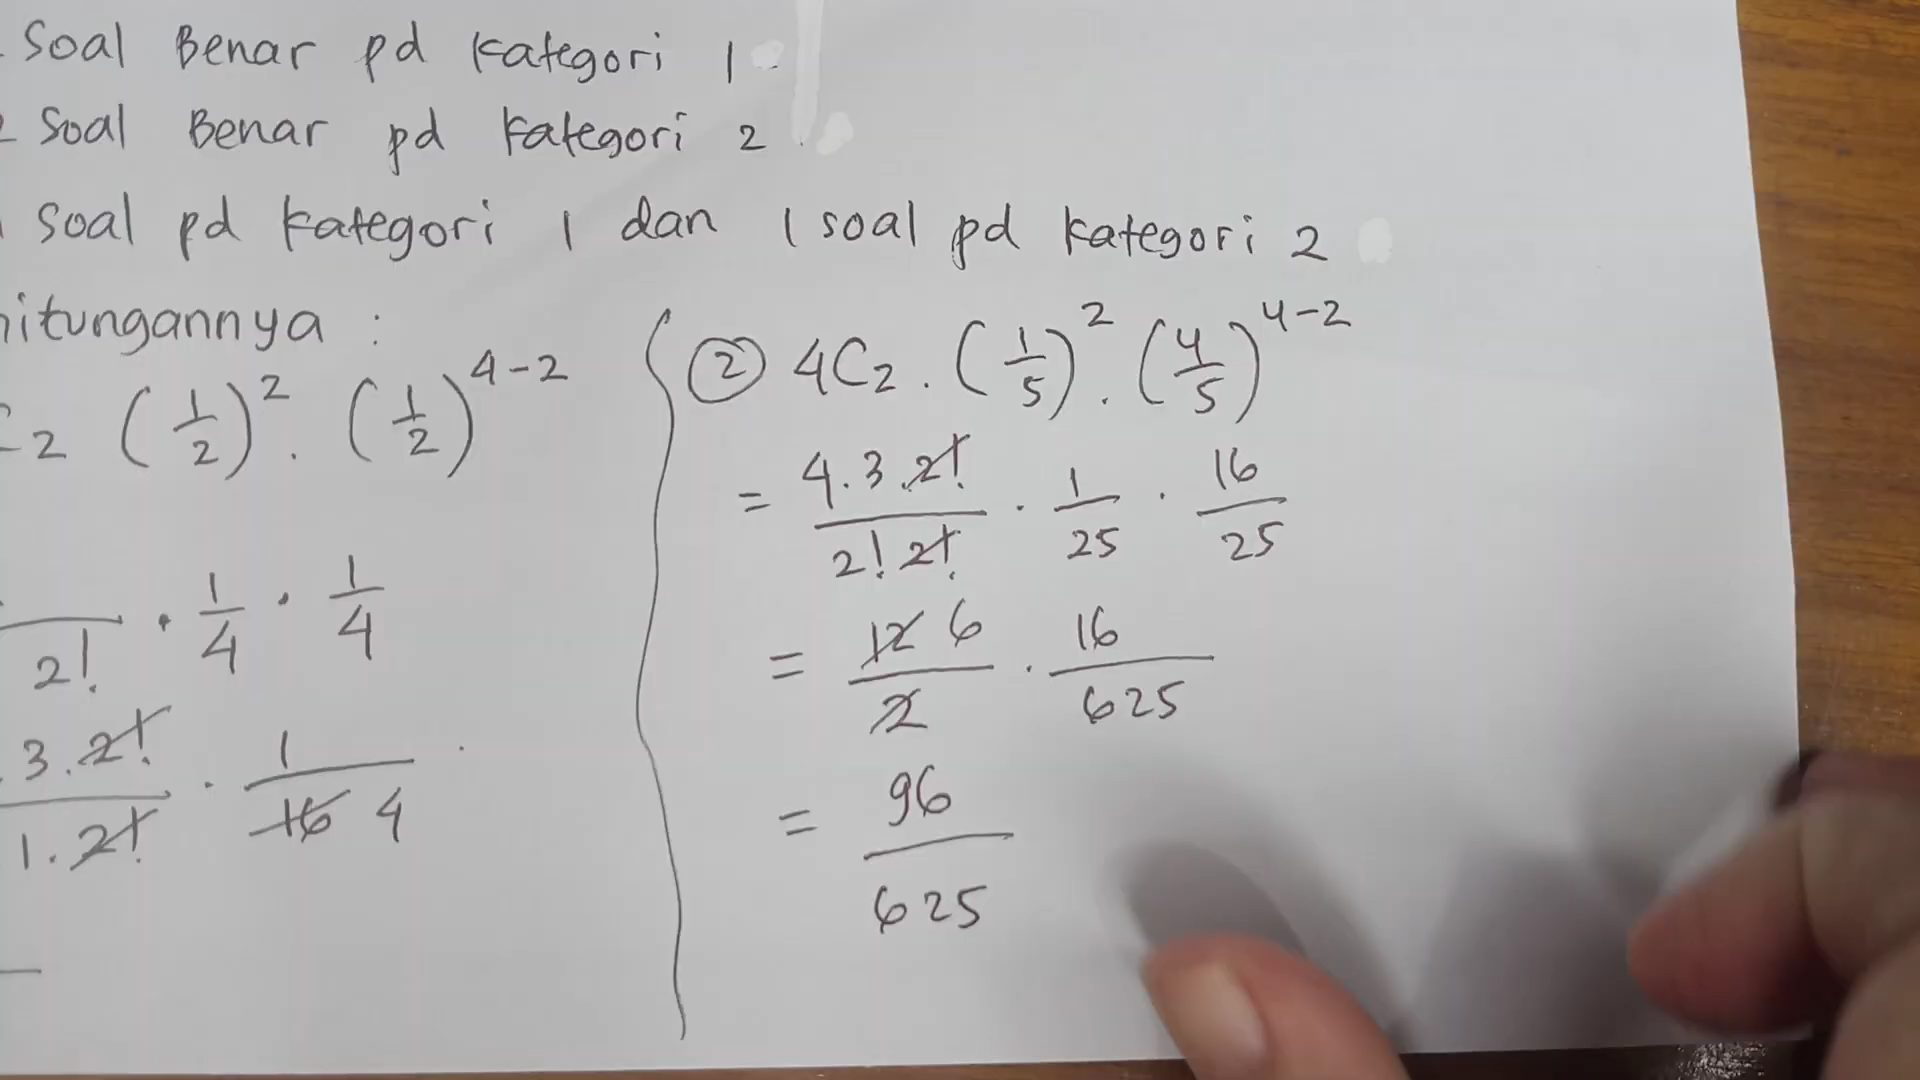 Soal Benar pd Kategori 1
2 Soal Benar pd Kategori 2
Soal pd Kategori 1 dan 1 soal pd kategori 2
hitungannya :
C2 (1/2)^2 . (1/2)^4-2
2! . 1/4 . 1/4
3.2! / 1.2! . 1/16 4
② 4C2 . (1/5)^2 . (4/5)^4-2
= 4.3.2! / 2! 2! . 1/25 . 16/25
= 12 6 / 2 . 16/625
= 96/625